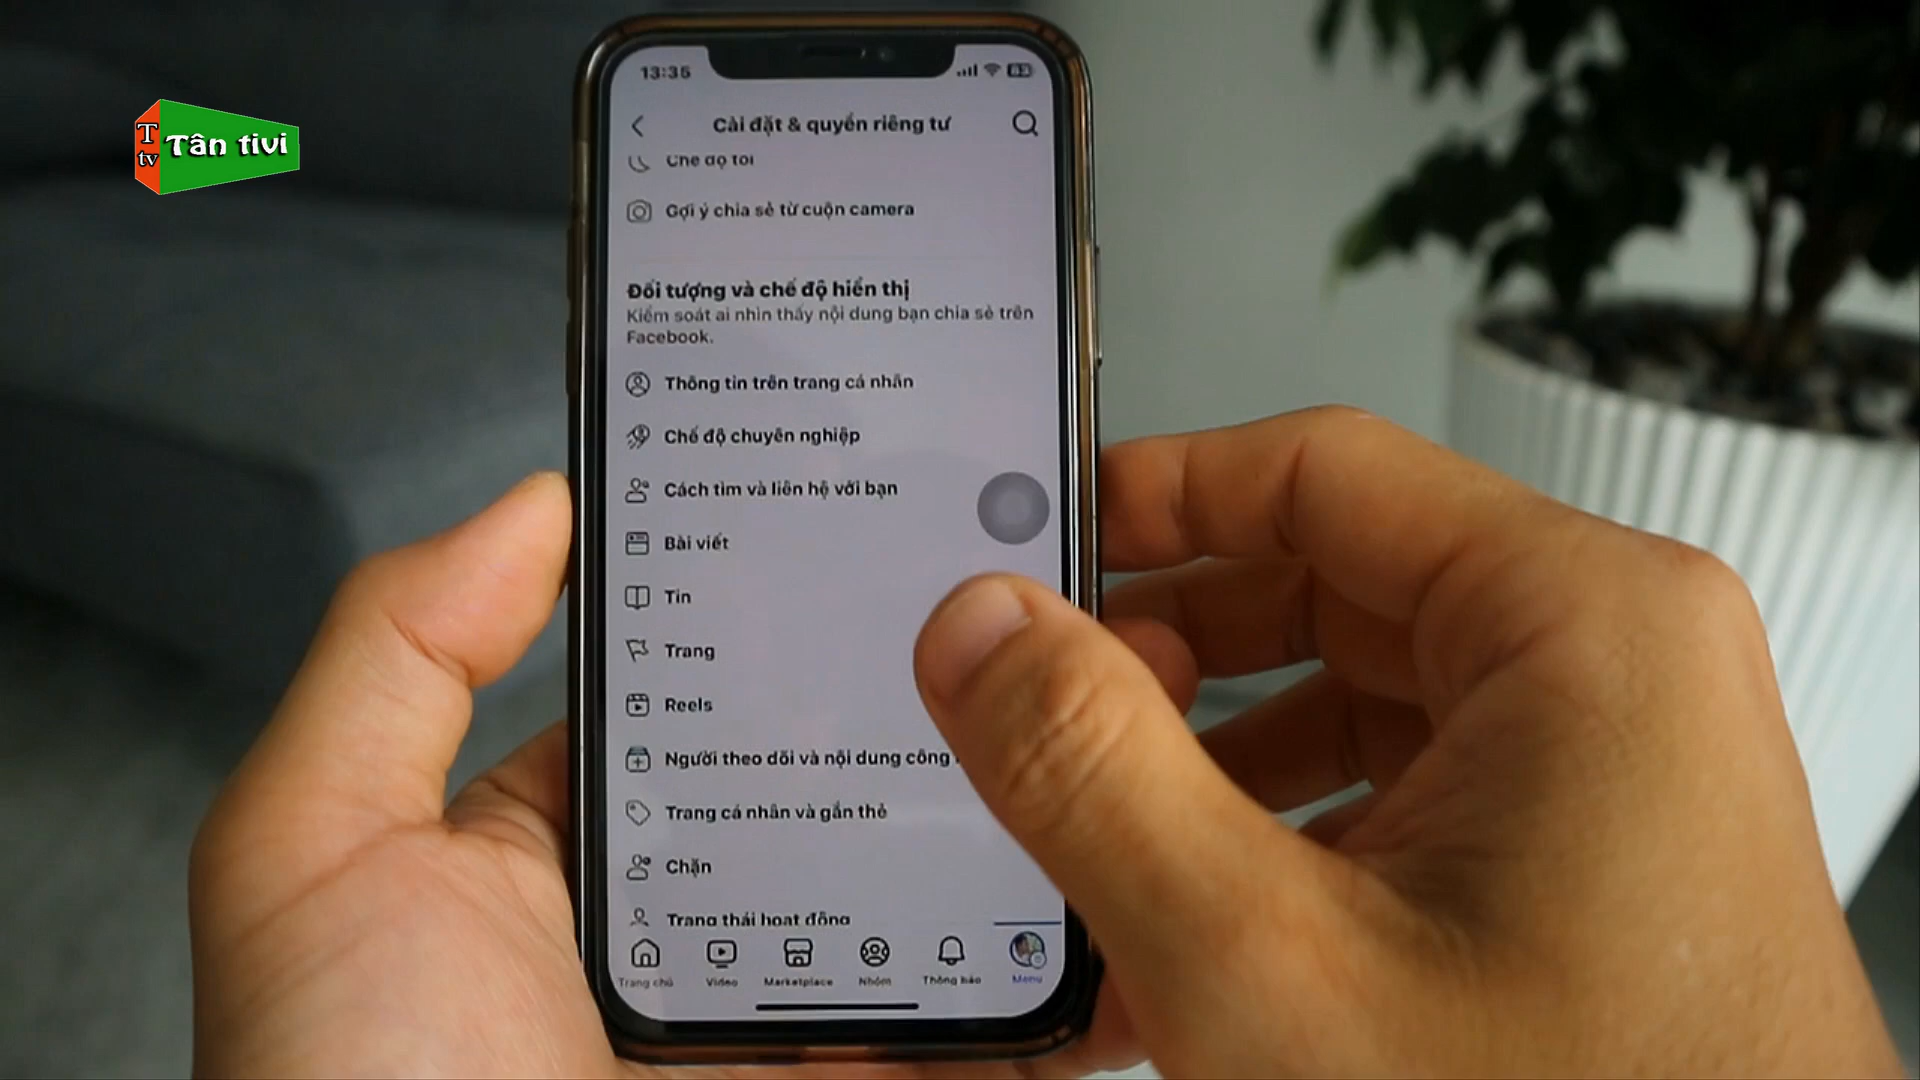 T
tv
Tân tivi
13:35
Cài đặt & quyền riêng tư
Chế độ tối
Gợi ý chia sẻ từ cuộn camera
Đối tượng và chế độ hiển thị
Kiểm soát ai nhìn thấy nội dung bạn chia sẻ trên
Facebook.
Thông tin trên trang cá nhân
Chế độ chuyên nghiệp
Cách tìm và liên hệ với bạn
Bài viết
Tin
Trang
Reels
Người theo dõi và nội dung công
Trang cá nhân và gắn thẻ
Chặn
Trạng thái hoạt động
Trang chủ Video Marketplace Nhóm Thông báo Menu